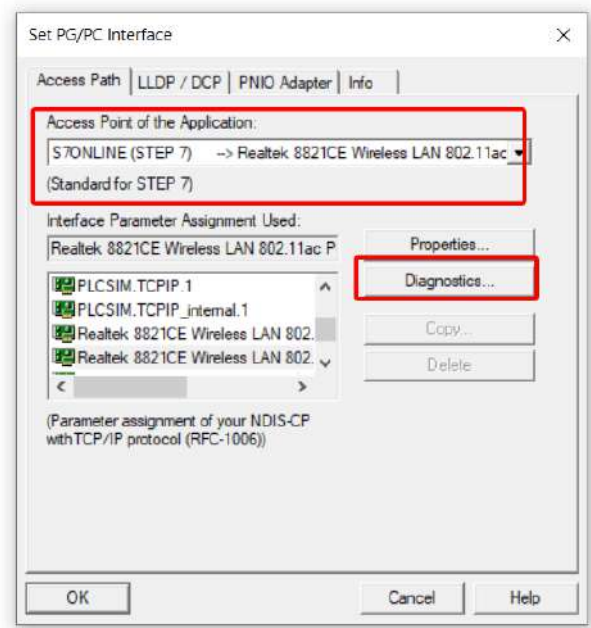 Set PG/PC Interface
Access Path LLDP / DCP PNIO Adapter Info
Access Point of the Application:
S7ONLINE (STEP 7) --> Realtek 8821CE Wireless LAN 802.11ac
(Standard for STEP 7)
Interface Parameter Assignment Used:
Realtek 8821CE Wireless LAN 802.11ac P
Properties...
Diagnostics...
Copy...
Delete
PLCSIM.TCPIP.1
PLCSIM.TCPIP_internal.1
Realtek 8821CE Wireless LAN 802.
Realtek 8821CE Wireless LAN 802.
(Parameter assignment of your NDIS-CP
with TCP/IP protocol (RFC-1006))
OK Cancel Help